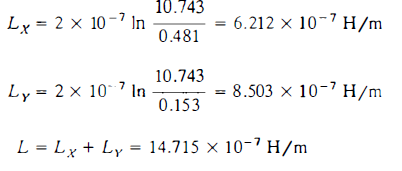 L_X = 2 × 10⁻⁷ ln 10.743/0.481 = 6.212 × 10⁻⁷ H/m
L_Y = 2 × 10⁻⁷ ln 10.743/0.153 = 8.503 × 10⁻⁷ H/m
L = L_X + L_Y = 14.715 × 10⁻⁷ H/m